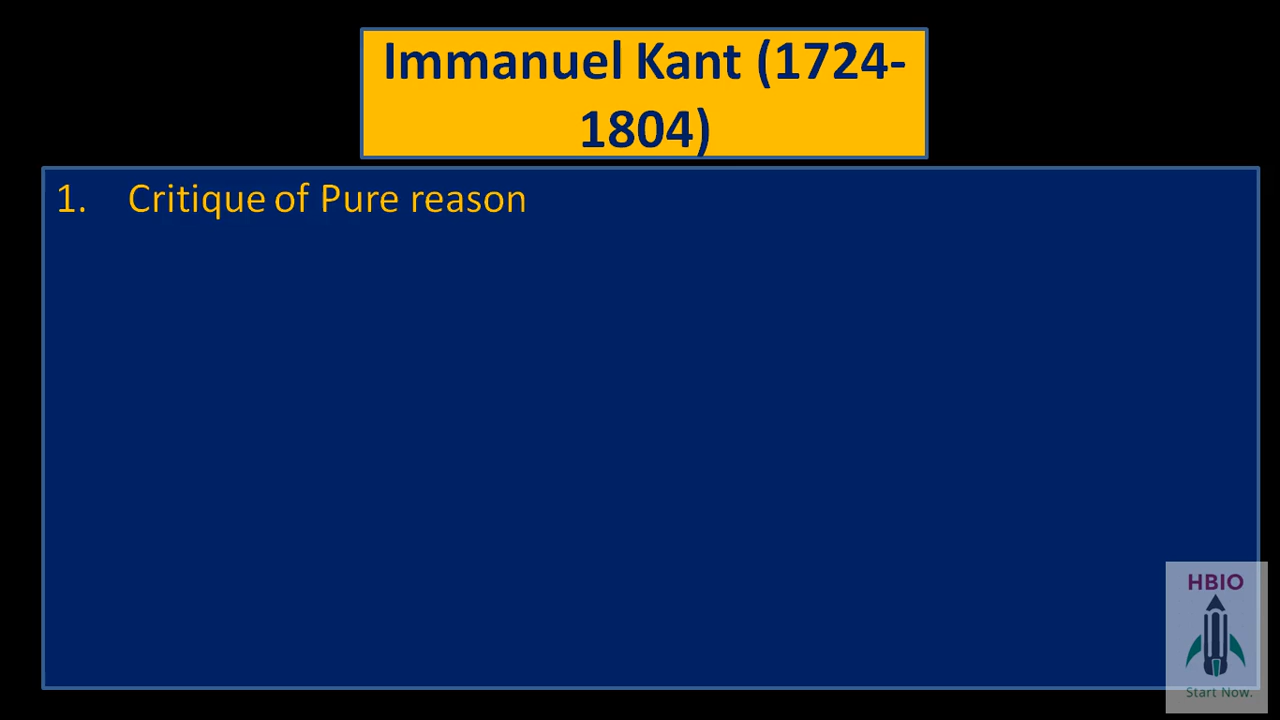 Immanuel Kant (1724-
1804)
1. Critique of Pure reason
HBIO
Start Now.